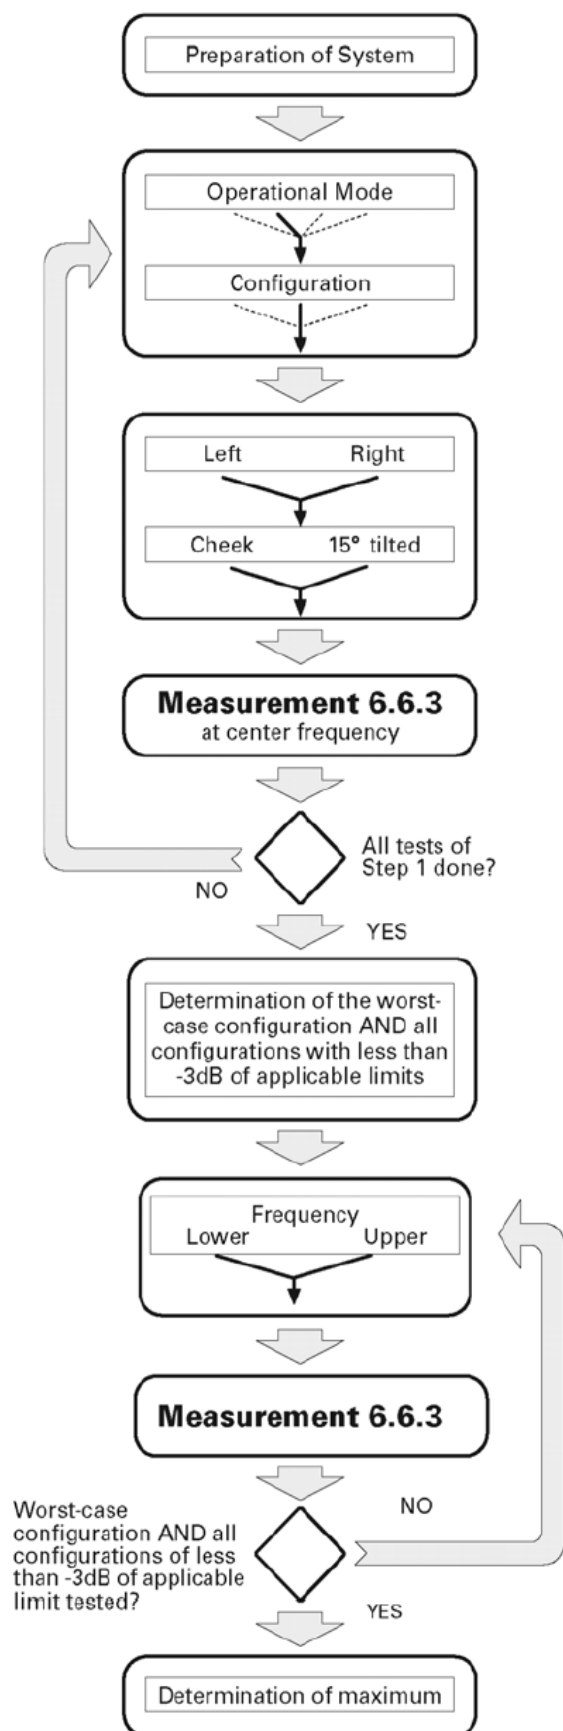 Preparation of System
Operational Mode
Configuration
Left Right
Cheek 15° tilted
Measurement 6.6.3
at center frequency
All tests of
Step 1 done?
NO
YES
Determination of the worst-
case configuration AND all
configurations with less than
-3dB of applicable limits
Frequency
Lower Upper
Measurement 6.6.3
NO
Worst-case
configuration AND all
configurations of less
than -3dB of applicable
limit tested?
YES
Determination of maximum